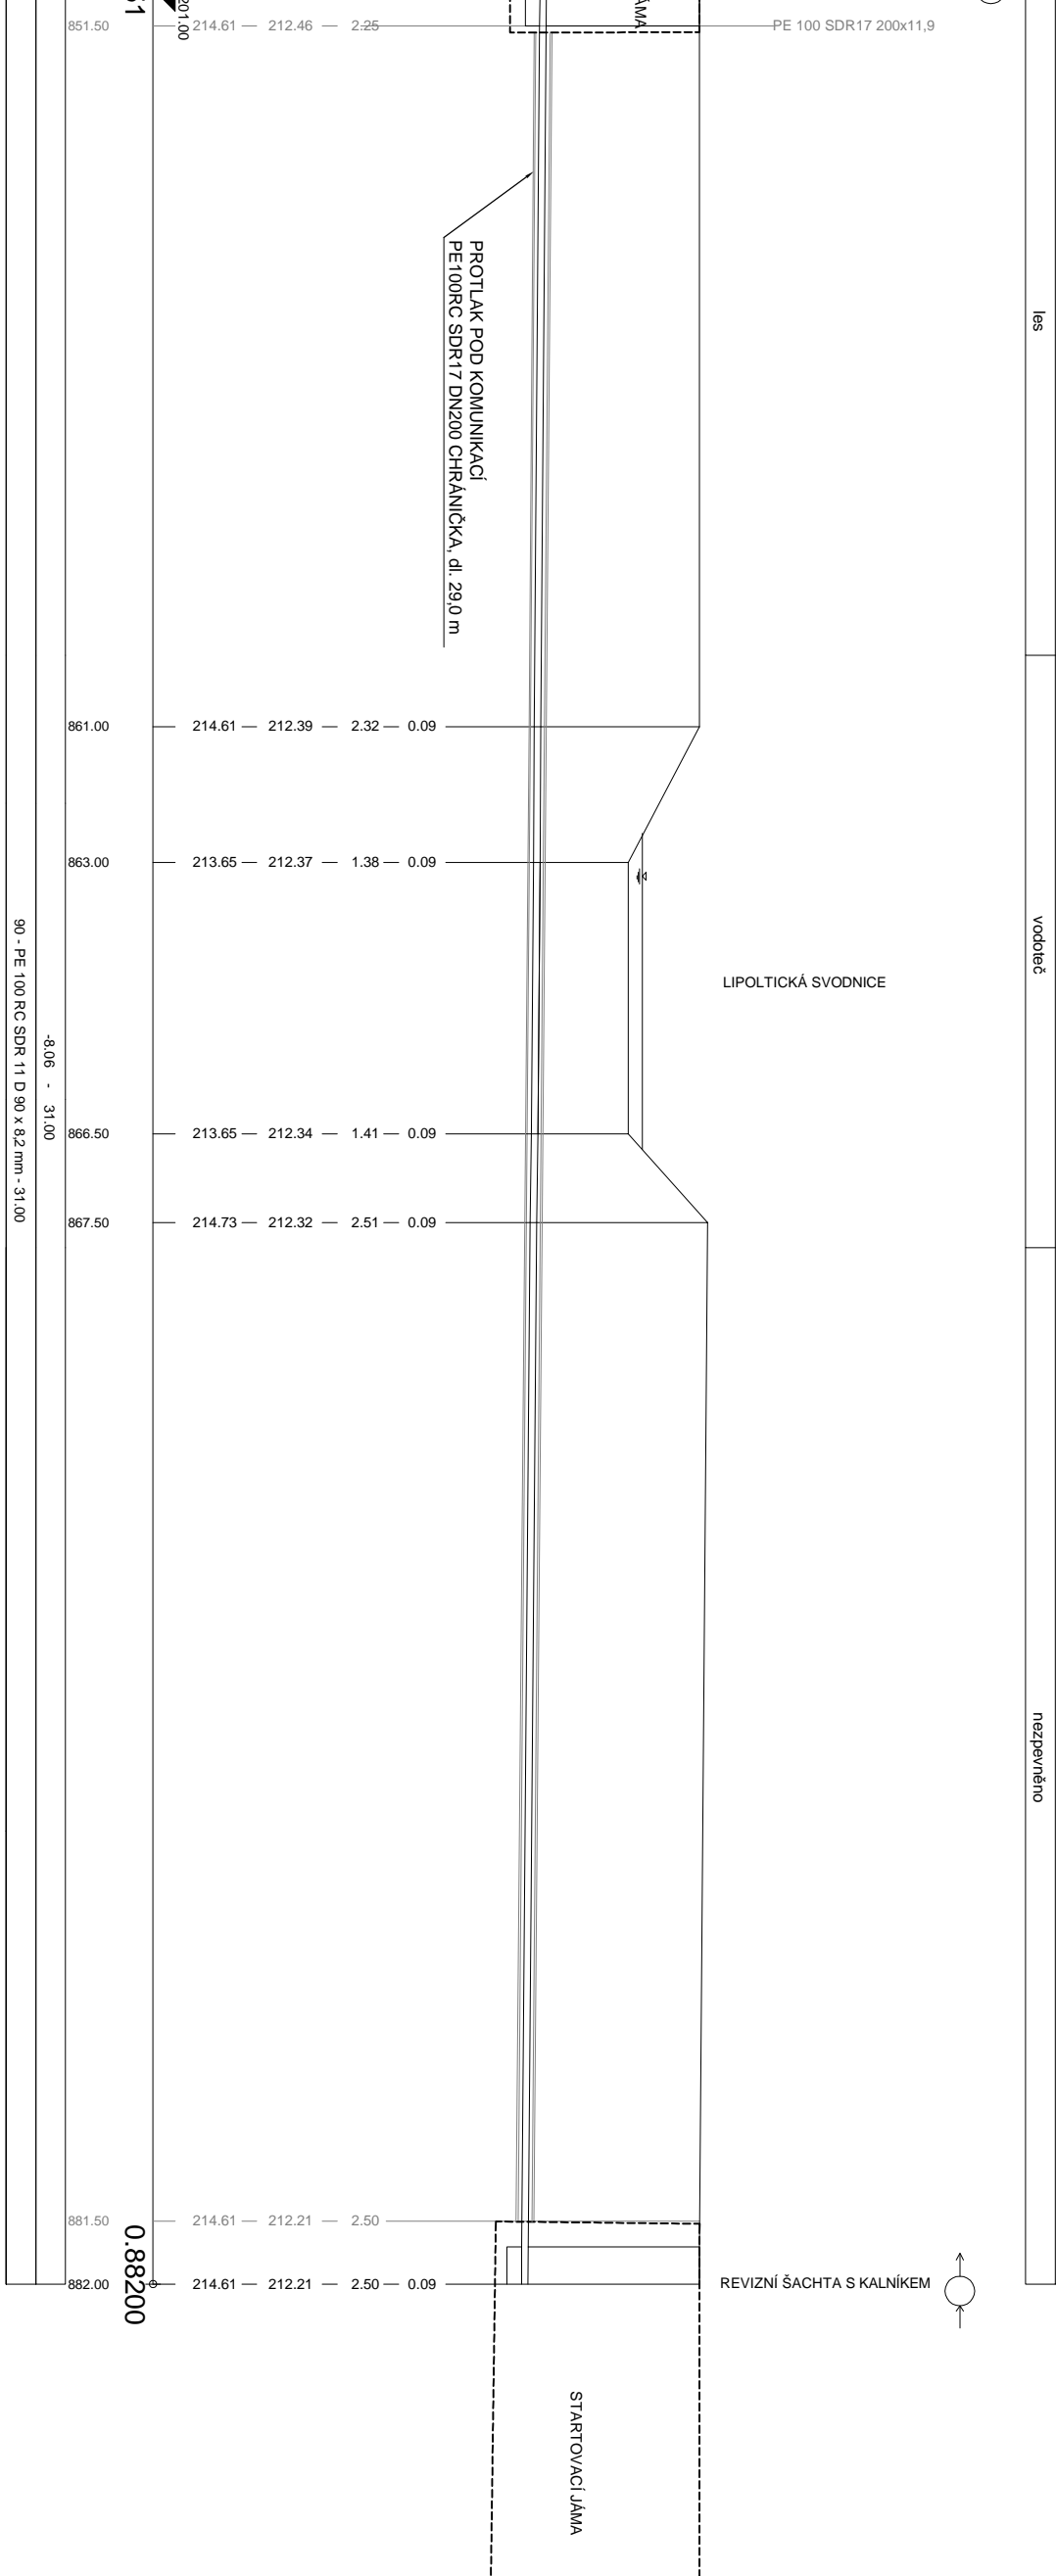 61
201.00
851.50 214.61 212.46 2.25 PE 100 SDR17 200x11,9
JÁMA
les
PROTLAK POD KOMUNIKACÍ
PE100RC SDR17 DN200 CHRÁNIČKA, dl. 29,0 m
861.00 214.61 212.39 2.32 0.09
863.00 213.65 212.37 1.38 0.09
vodoteč
LIPOLTICKÁ SVODNICE
90 - PE 100 RC SDR 11 D 90 x 8,2 mm - 31.00
-8.06 - 31.00
866.50 213.65 212.34 1.41 0.09
867.50 214.73 212.32 2.51 0.09
nezpevněno
881.50 214.61 212.21 2.50
0.88200
882.00 214.61 212.21 2.50 0.09 REVIZNÍ ŠACHTA S KALNÍKEM
STARTOVACÍ JÁMA